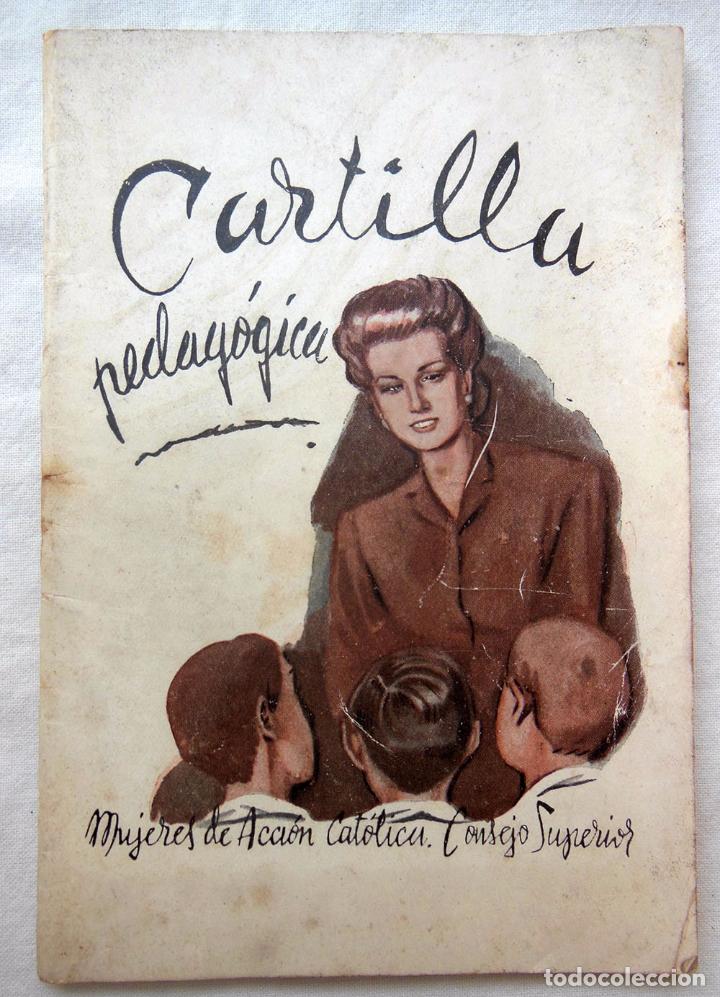 Cartilla
pedagógica
Mujeres de Acción Católica. Consejo Superior
todocoleccion